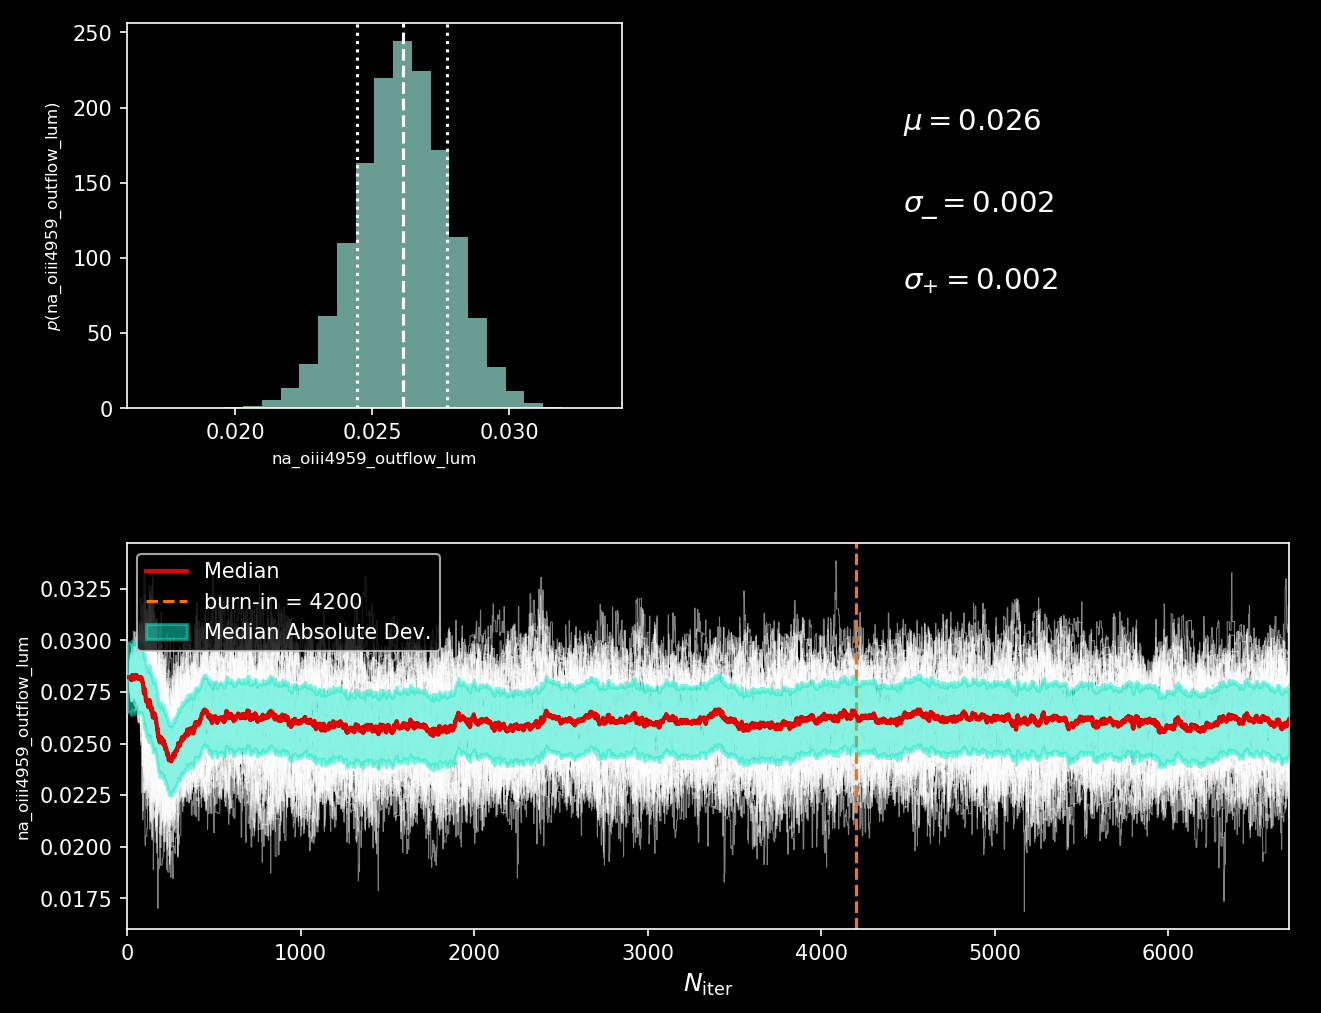 250
200
150
100
50
0
p(na_oiii4959_outflow_lum)
0.020 0.025 0.030
na_oiii4959_outflow_lum
μ = 0.026
σ₋ = 0.002
σ₊ = 0.002
Median
burn-in = 4200
Median Absolute Dev.
0.0325
0.0300
0.0275
0.0250
0.0225
0.0200
0.0175
na_oiii4959_outflow_lum
0 1000 2000 3000 4000 5000 6000
N_iter